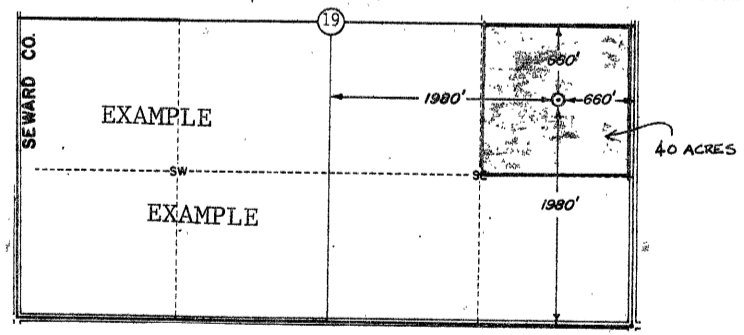 19
SEWARD CO.
660'
1980'
660'
EXAMPLE
40 ACRES
SW
SE
1980'
EXAMPLE